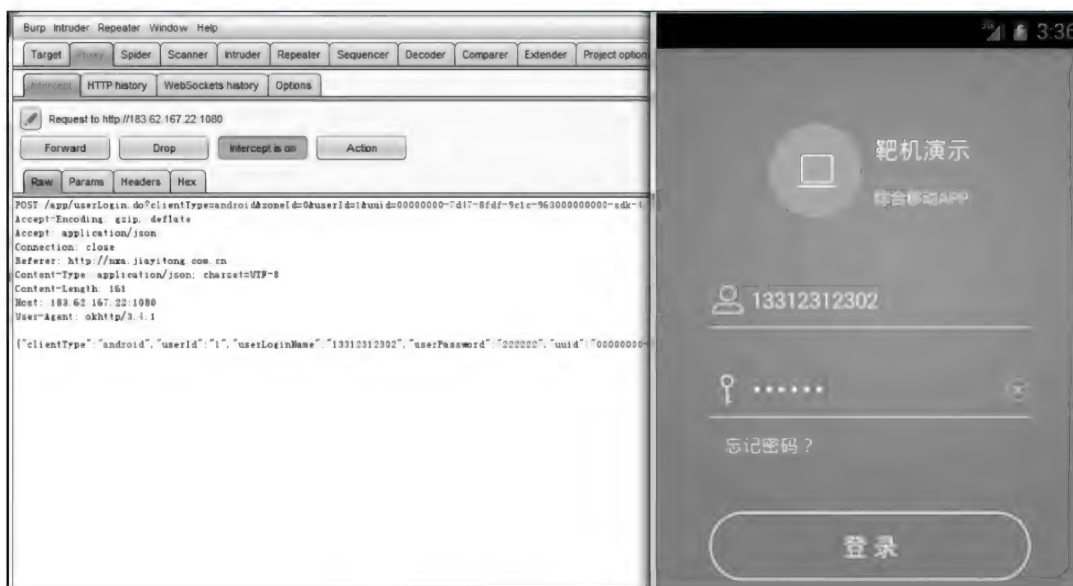 Burp Intruder Repeater Window Help
Target Proxy Spider Scanner Intruder Repeater Sequencer Decoder Comparer Extender Project option
Intercept HTTP history WebSockets history Options
Request to http://183.62.167.22:1080
Forward Drop Intercept is on Action
Raw Params Headers Hex
POST /app/userLogin.do?clientType=android&zoneId=0&userId=1&uuid=00000000-7d47-8fdf-9c1c-963000000000-sdk-4.
Accept-Encoding: gzip, deflate
Accept: application/json
Connection: close
Referer: http://nxa.jiayitong.com.cn
Content-Type: application/json; charset=UTF-8
Content-Length: 161
Host: 183.62.167.22:1080
User-Agent: okhttp/3.4.1
{"clientType":"android","userId":"1","userLoginName":"13312312302","userPassword":"222222","uuid":"00000000-
3G 3:36
靶机演示
综合移动APP
13312312302
••••••
忘记密码？
登录